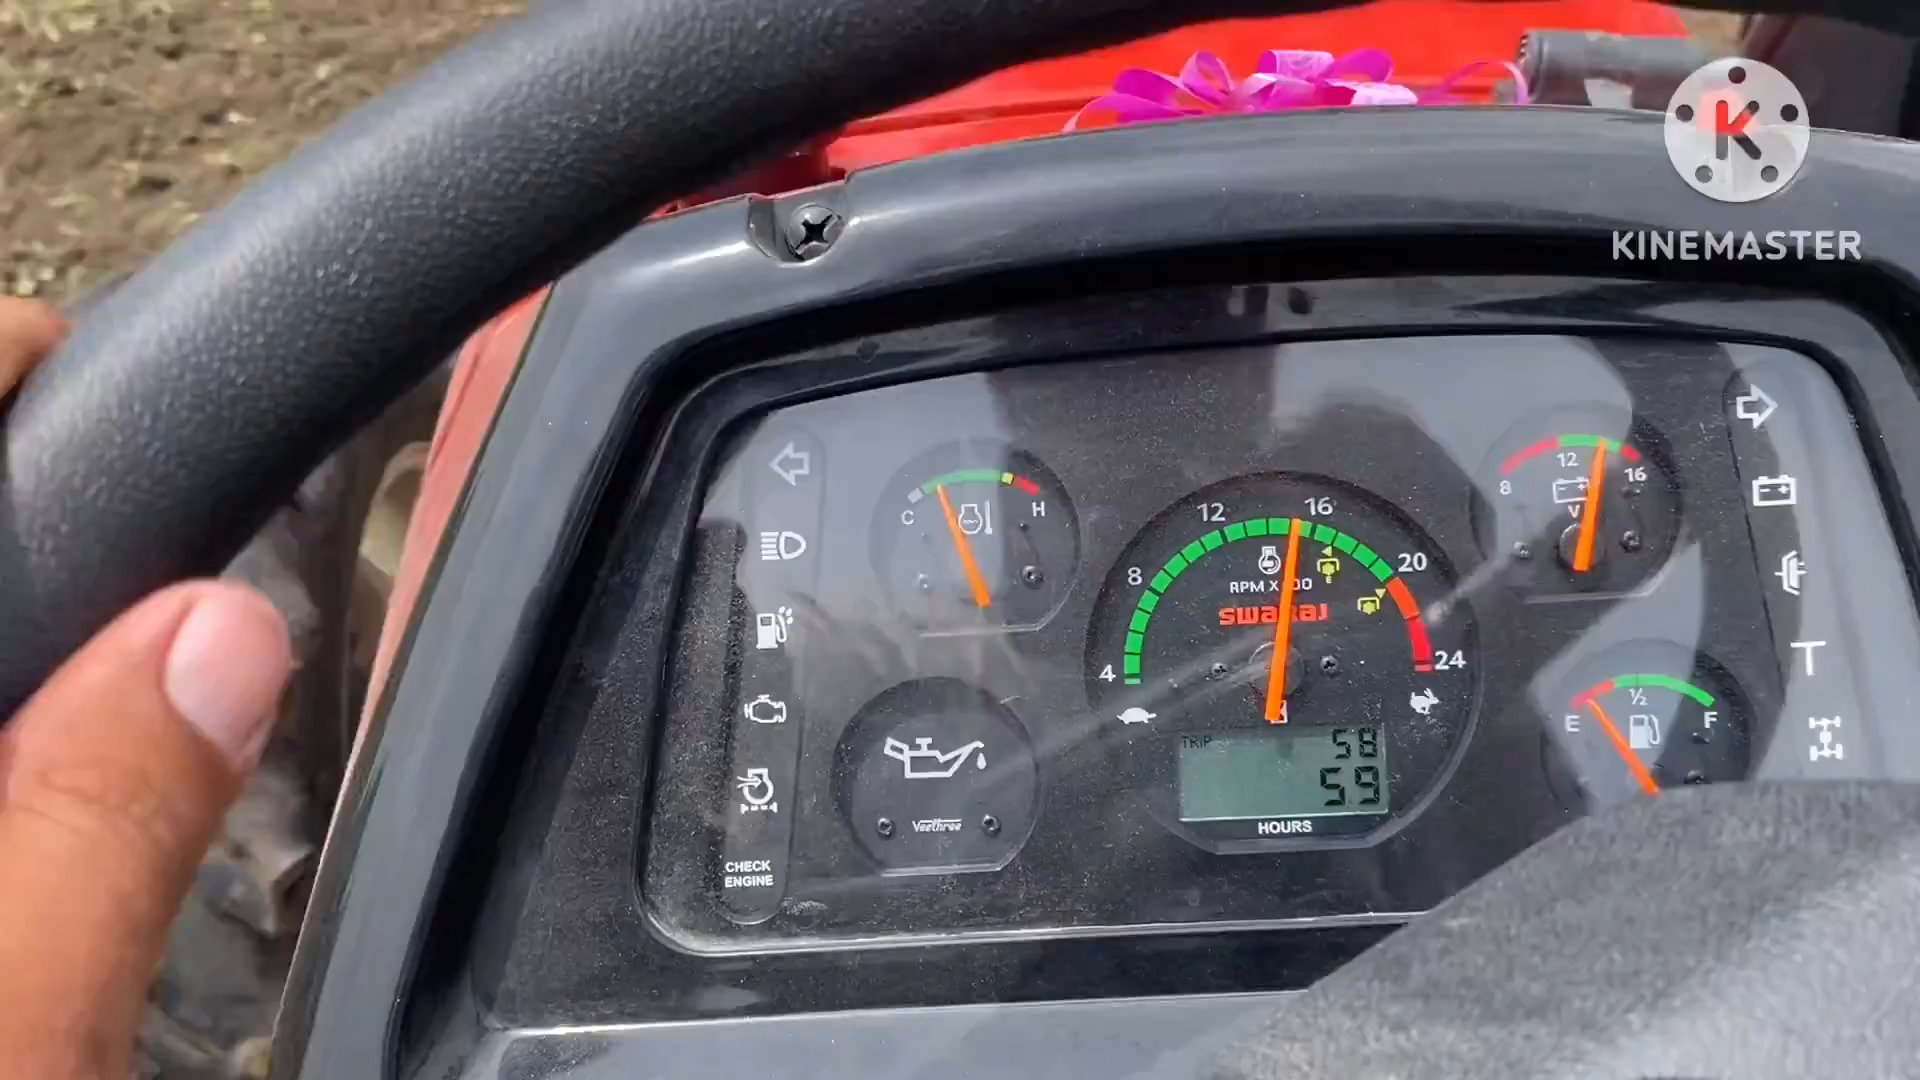 KINEMASTER
C
H
8
12
16
V
4
8
12
16
20
24
RPM X 100
SWARAJ
E
1/2
F
TRIP 58
59
HOURS
Veethree
CHECK
ENGINE